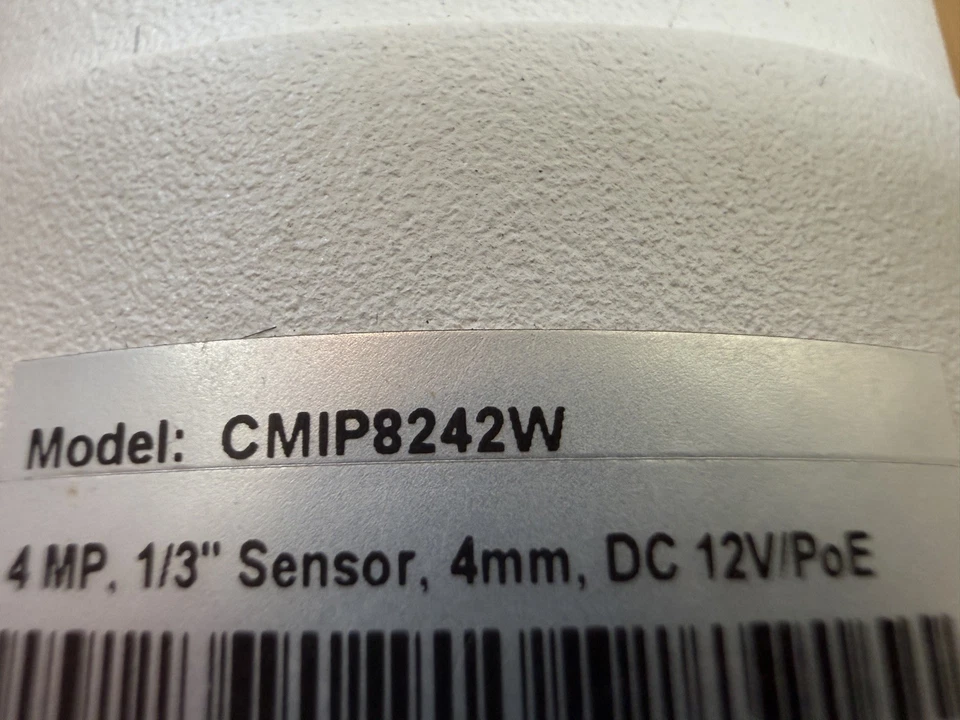 Model: CMIP8242W
4 MP, 1/3" Sensor, 4mm, DC 12V/PoE